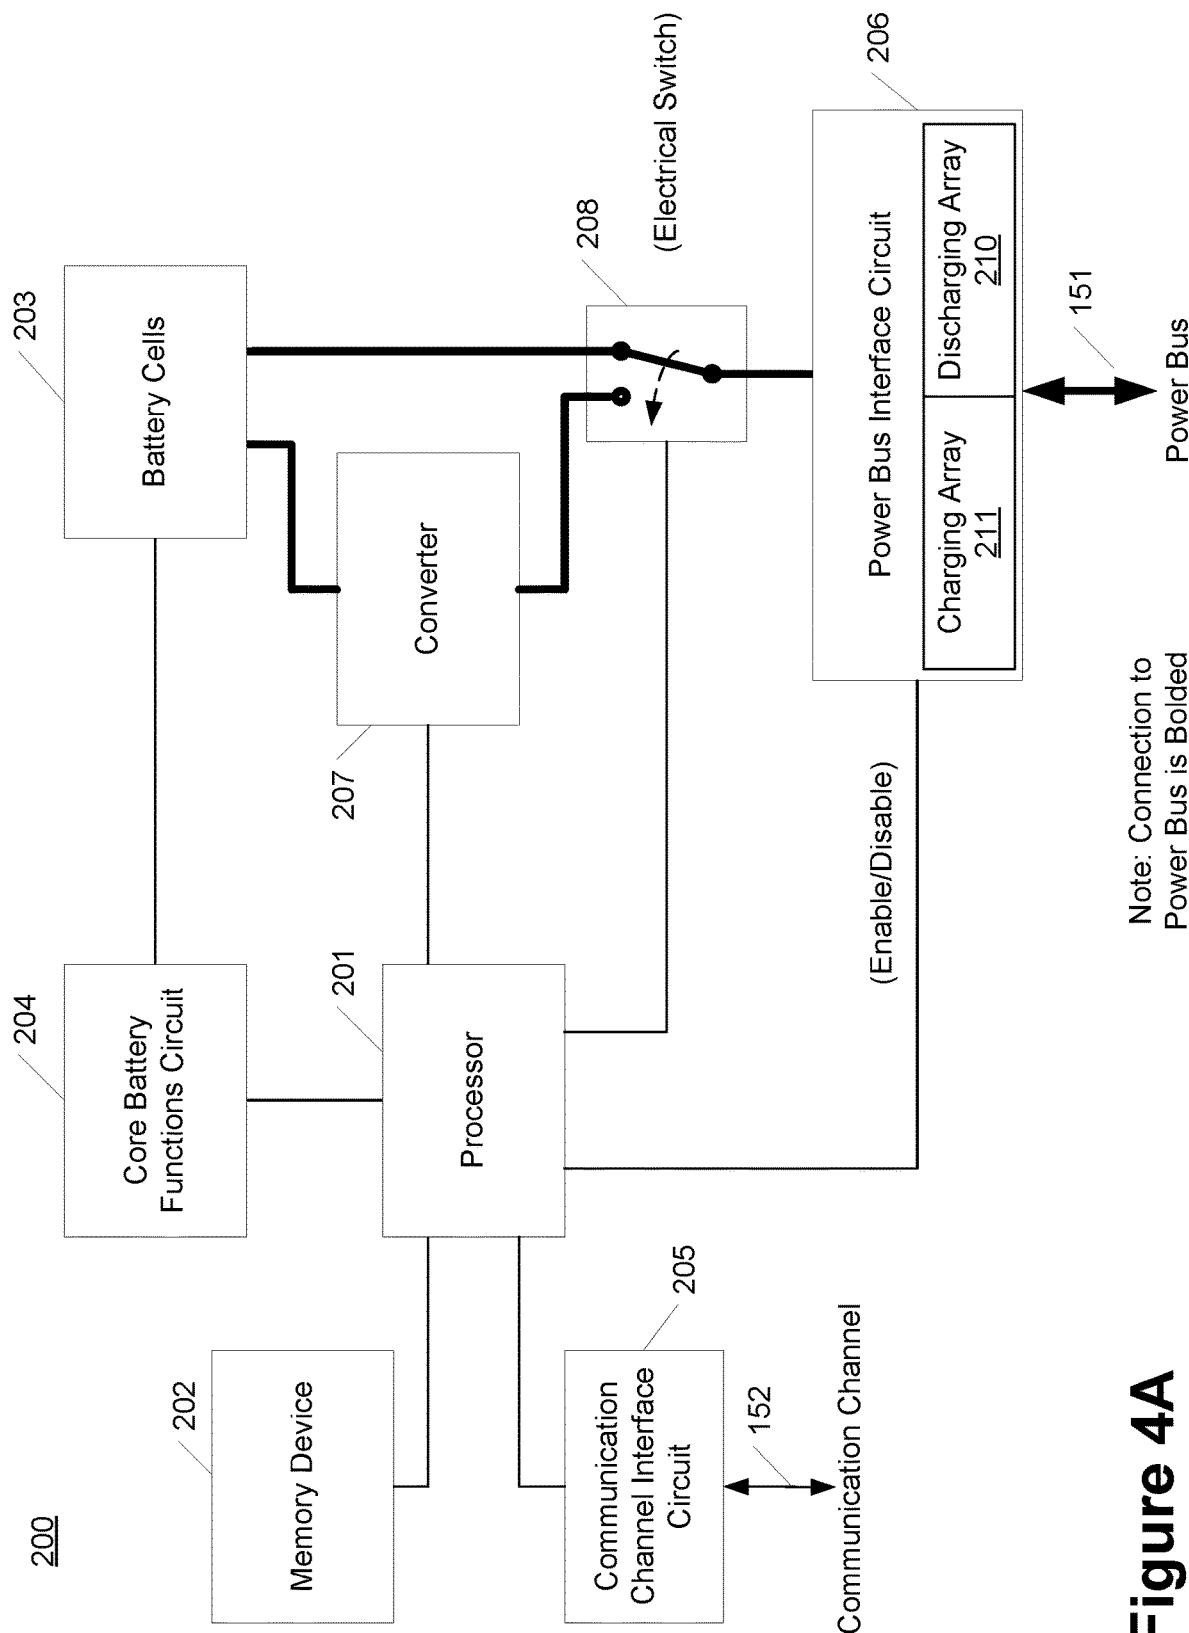 200
202
Memory Device
204
Core Battery
Functions Circuit
203
Battery Cells
201
Processor
207
Converter
205
Communication
Channel Interface
Circuit
152
Communication Channel
208
(Electrical Switch)
(Enable/Disable)
206
Power Bus Interface Circuit
Charging Array
211
Discharging Array
210
151
Power Bus
Note: Connection to
Power Bus is Bolded
Figure 4A